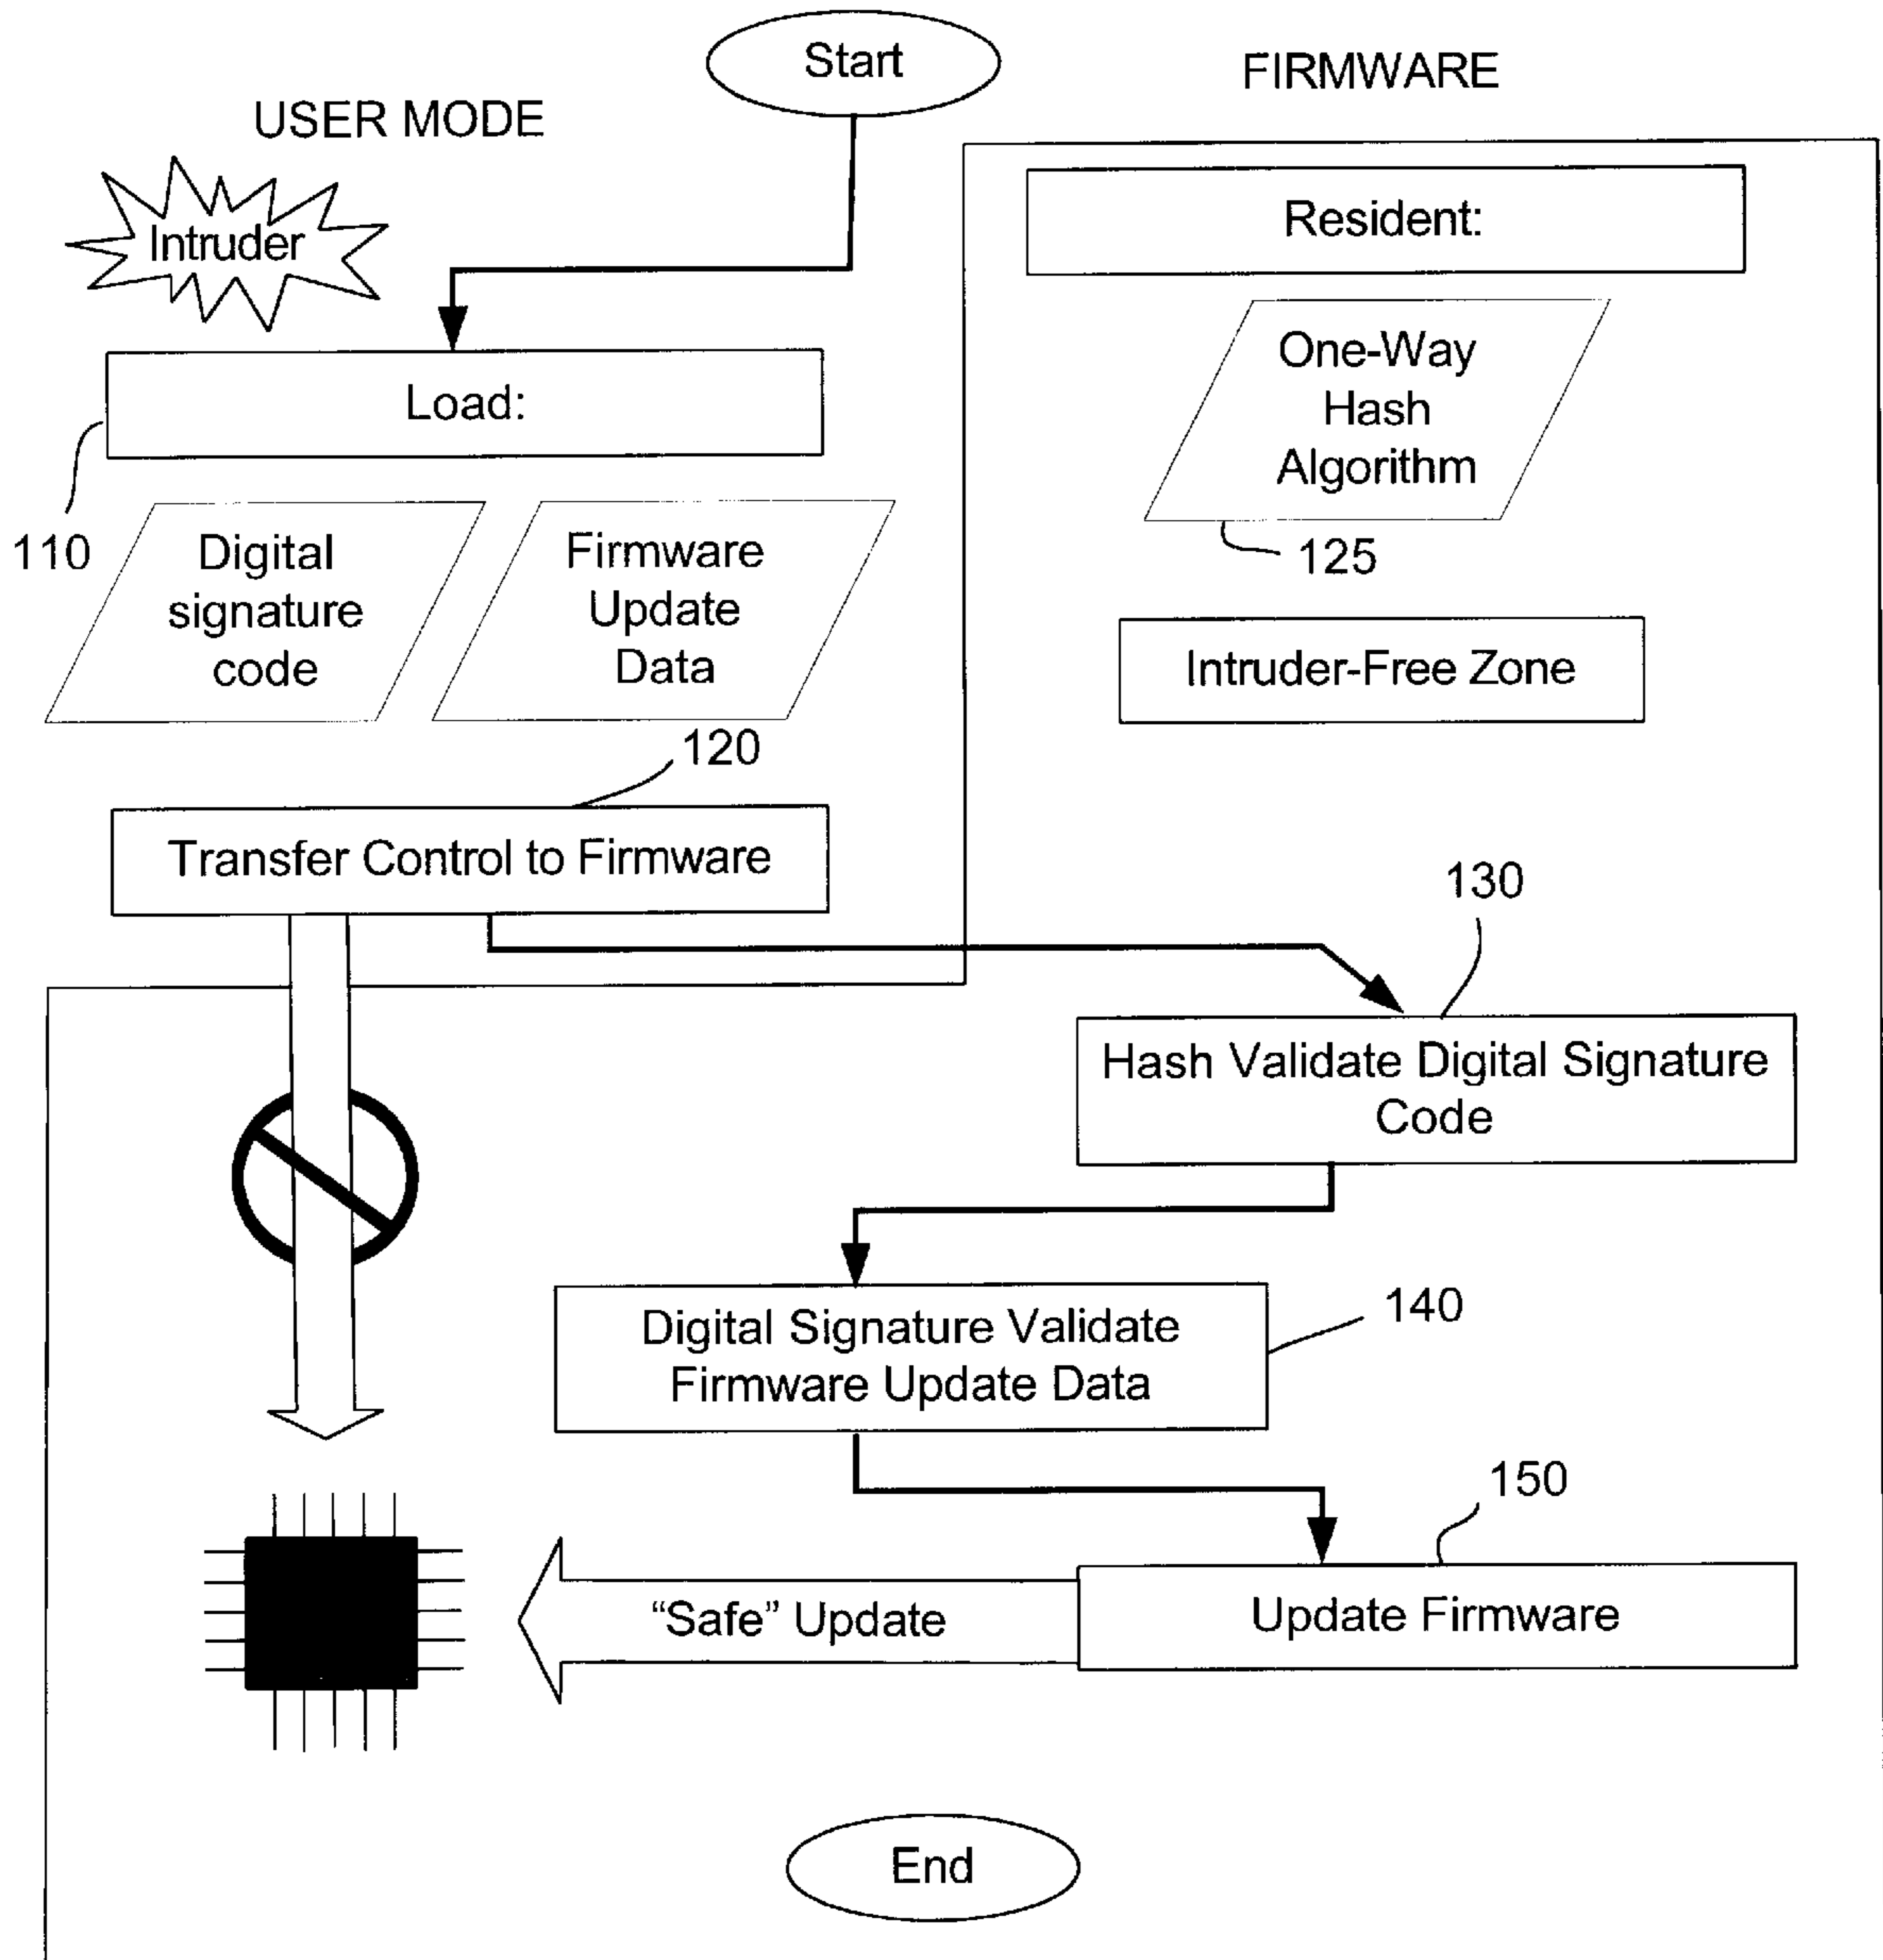 Start
FIRMWARE
USER MODE
Intruder
Resident:
Load:
One-Way
Hash
Algorithm
110
125
Digital
signature
code
Firmware
Update
Data
Intruder-Free Zone
120
Transfer Control to Firmware
130
Hash Validate Digital Signature
Code
140
Digital Signature Validate
Firmware Update Data
150
“Safe” Update
Update Firmware
End